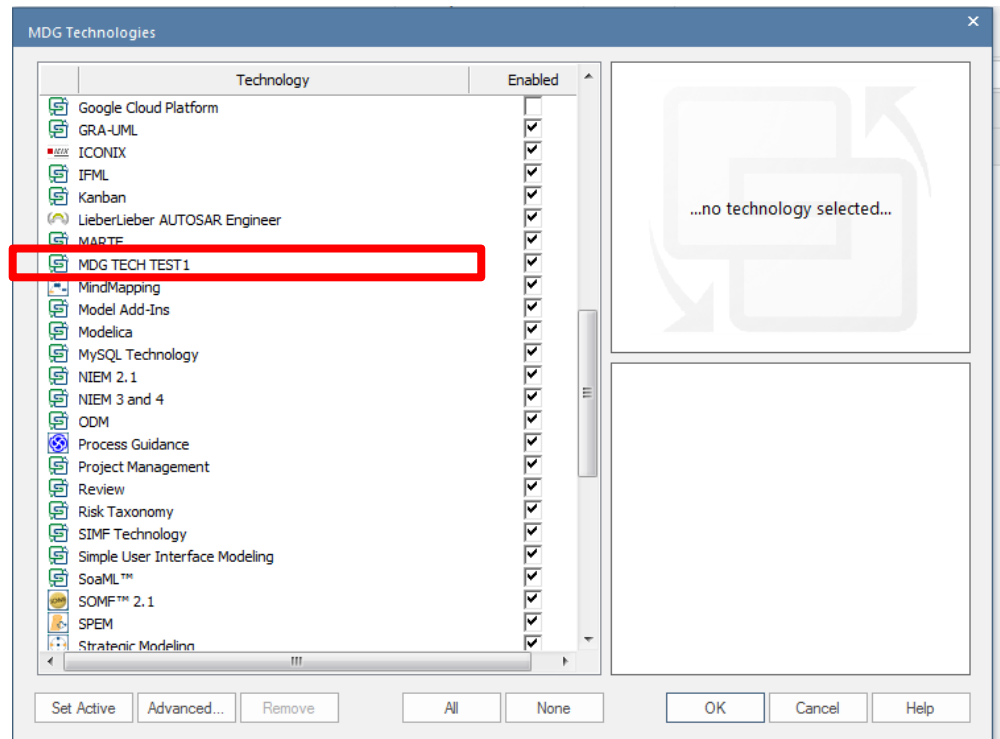 MDG Technologies
Technology Enabled
Google Cloud Platform
GRA-UML
ICONIX
IFML
Kanban
LieberLieber AUTOSAR Engineer
MARTE
MDG TECH TEST1
MindMapping
Model Add-Ins
Modelica
MySQL Technology
NIEM 2.1
NIEM 3 and 4
ODM
Process Guidance
Project Management
Review
Risk Taxonomy
SIMF Technology
Simple User Interface Modeling
SoaML™
SOMF™ 2.1
SPEM
Strategic Modeling
...no technology selected...
Set Active Advanced... Remove All None OK Cancel Help